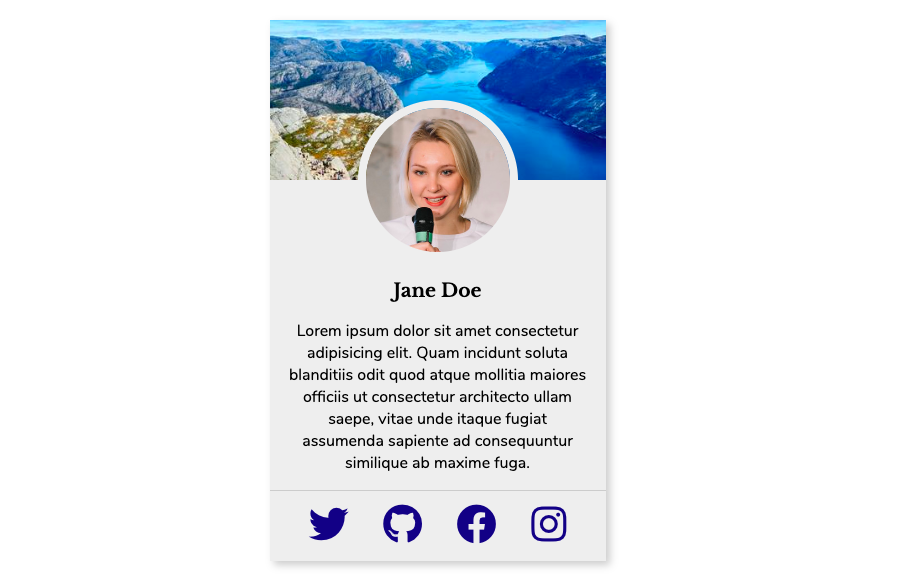 Jane Doe
Lorem ipsum dolor sit amet consectetur
adipisicing elit. Quam incidunt soluta
blanditiis odit quod atque mollitia maiores
officiis ut consectetur architecto ullam
saepe, vitae unde itaque fugiat
assumenda sapiente ad consequuntur
similique ab maxime fuga.